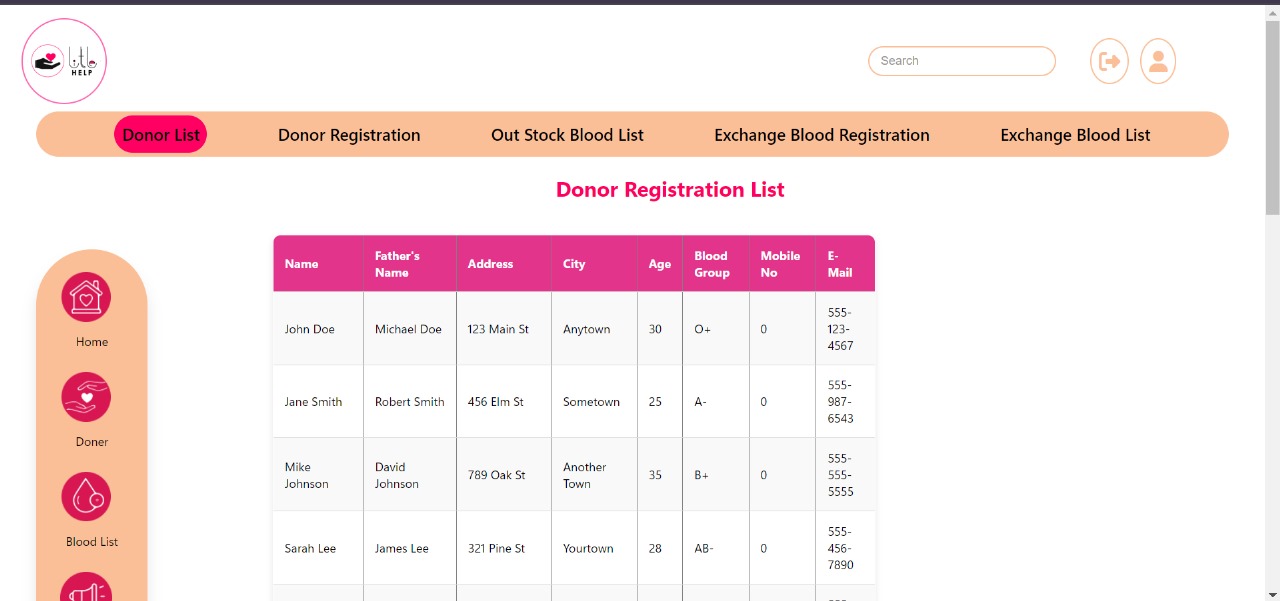 Little
HELP
Search
Donor List Donor Registration Out Stock Blood List Exchange Blood Registration Exchange Blood List
Donor Registration List
Name Father's Name Address City Age Blood Group Mobile No E-Mail
John Doe Michael Doe 123 Main St Anytown 30 O+ 0 555-123-4567
Jane Smith Robert Smith 456 Elm St Sometown 25 A- 0 555-987-6543
Mike Johnson David Johnson 789 Oak St Another Town 35 B+ 0 555-555-5555
Sarah Lee James Lee 321 Pine St Yourtown 28 AB- 0 555-456-7890
Home
Doner
Blood List